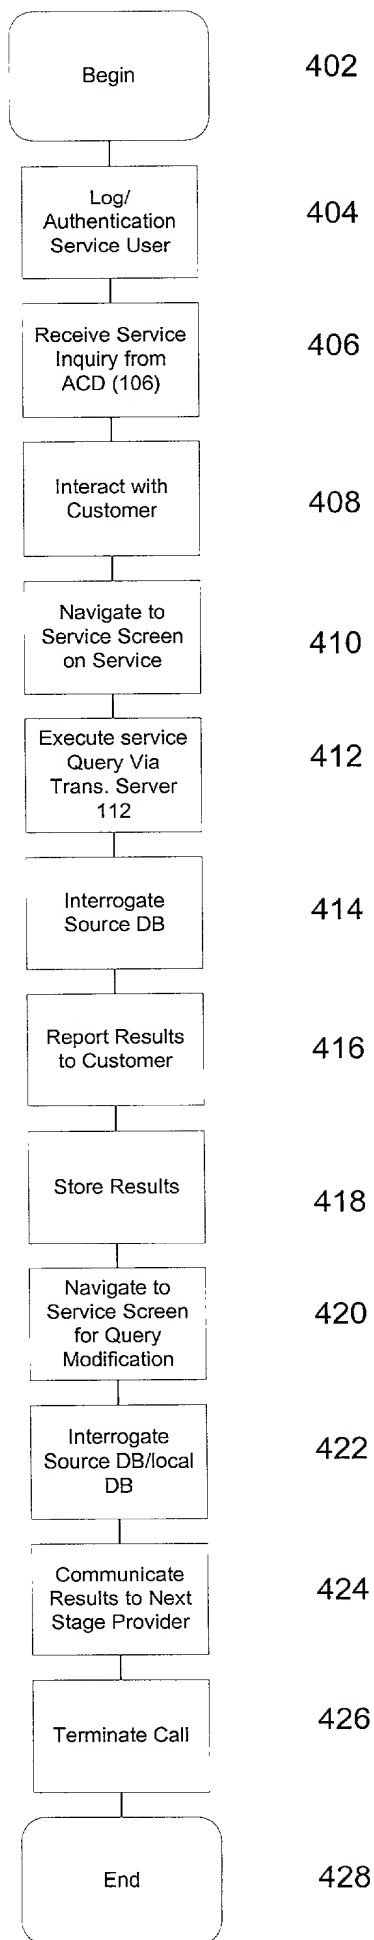 Begin
402
Log/
Authentication
Service User
404
Receive Service
Inquiry from
ACD (106)
406
Interact with
Customer
408
Navigate to
Service Screen
on Service
410
Execute service
Query Via
Trans. Server
112
412
Interrogate
Source DB
414
Report Results
to Customer
416
Store Results
418
Navigate to
Service Screen
for Query
Modification
420
Interrogate
Source DB/local
DB
422
Communicate
Results to Next
Stage Provider
424
Terminate Call
426
End
428